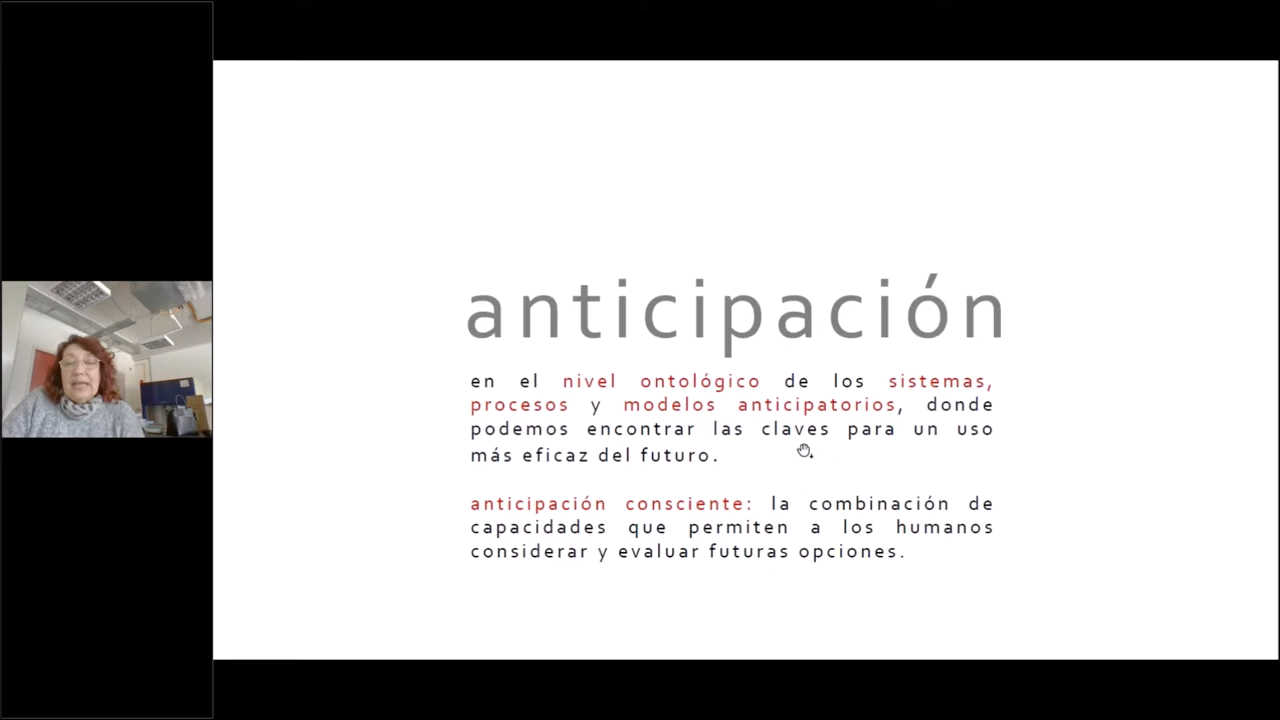 anticipación
en el nivel ontológico de los sistemas,
procesos y modelos anticipatorios, donde
podemos encontrar las claves para un uso
más eficaz del futuro.
anticipación consciente: la combinación de
capacidades que permiten a los humanos
considerar y evaluar futuras opciones.